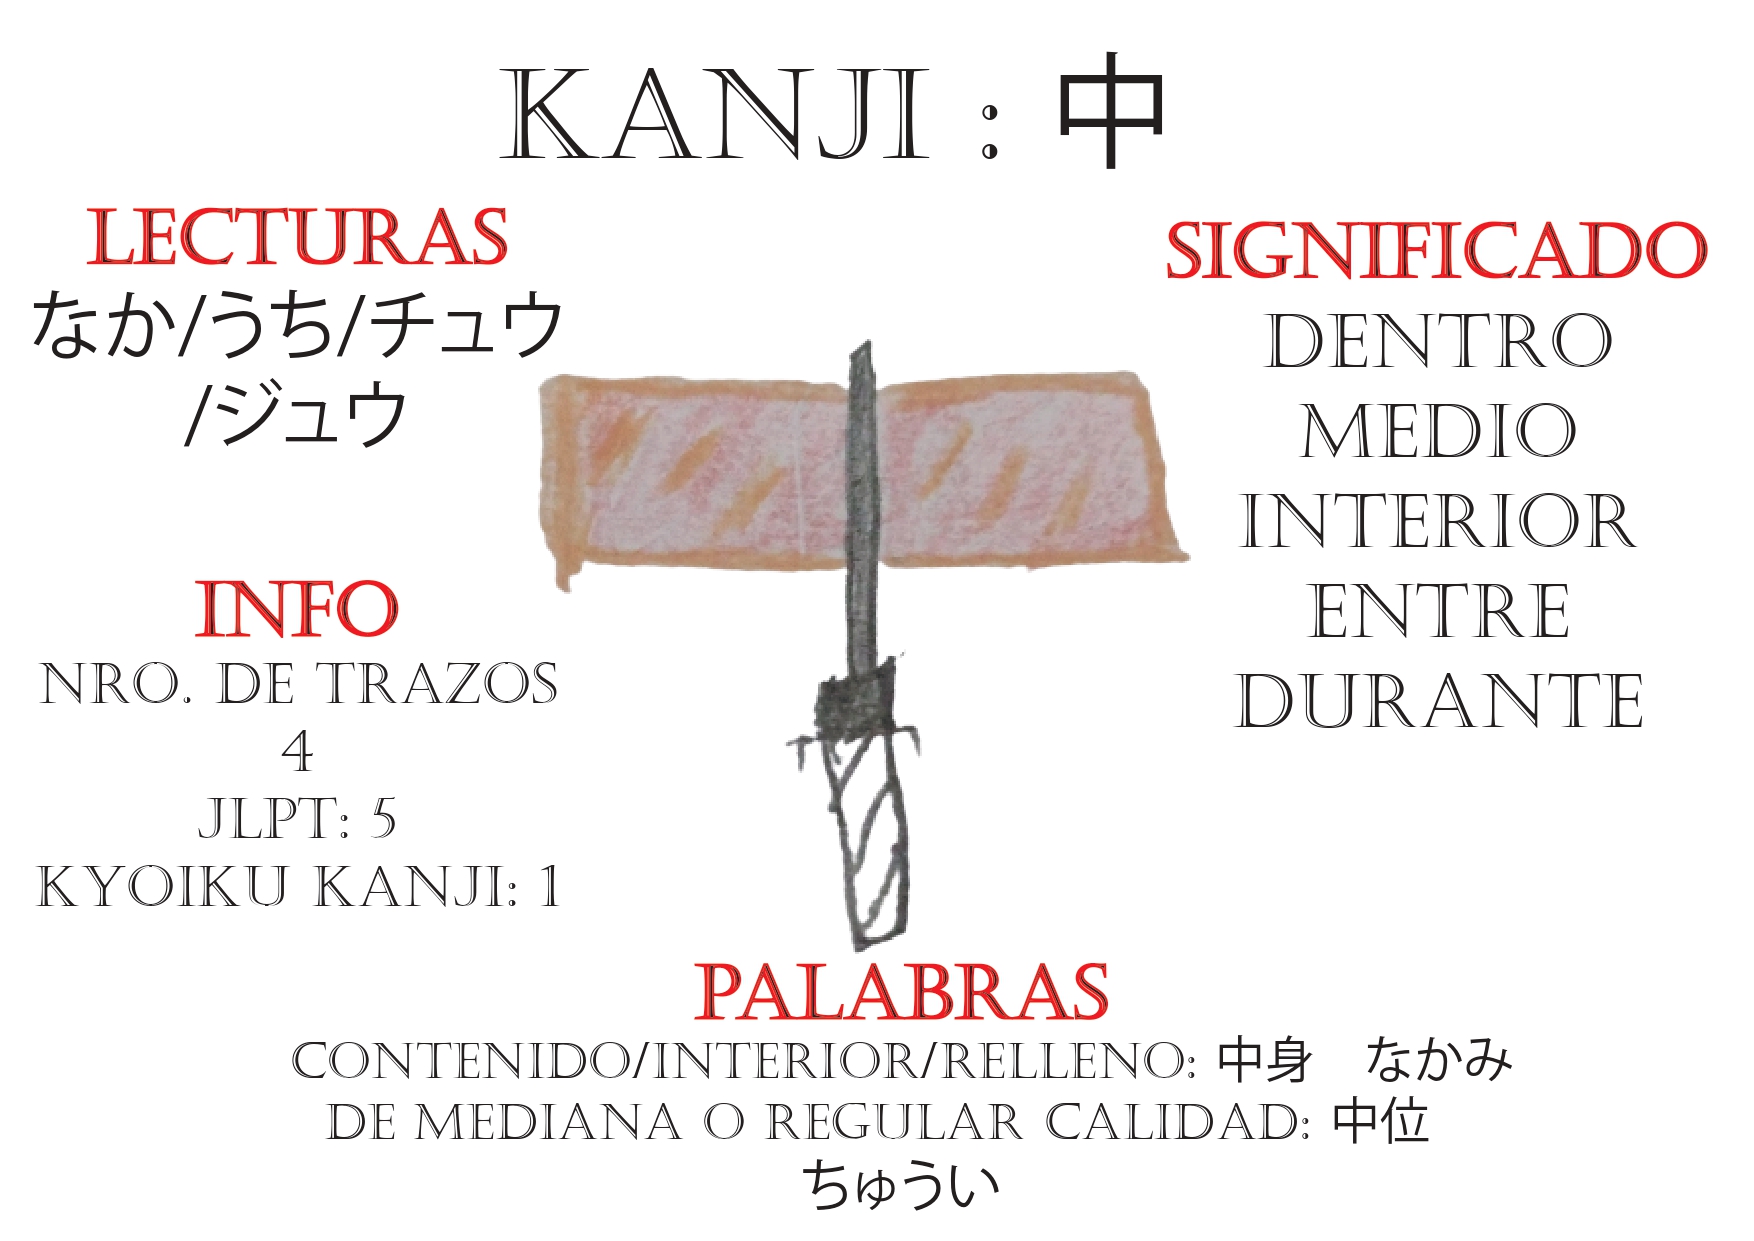 KANJI : 中
LECTURAS
なか/うち/チュウ
/ジュウ
SIGNIFICADO
DENTRO
MEDIO
INTERIOR
ENTRE
DURANTE
INFO
NRO. DE TRAZOS
4
JLPT: 5
KYOIKU KANJI: 1
PALABRAS
CONTENIDO/INTERIOR/RELLENO: 中身　なかみ
DE MEDIANA O REGULAR CALIDAD: 中位
ちゅうい